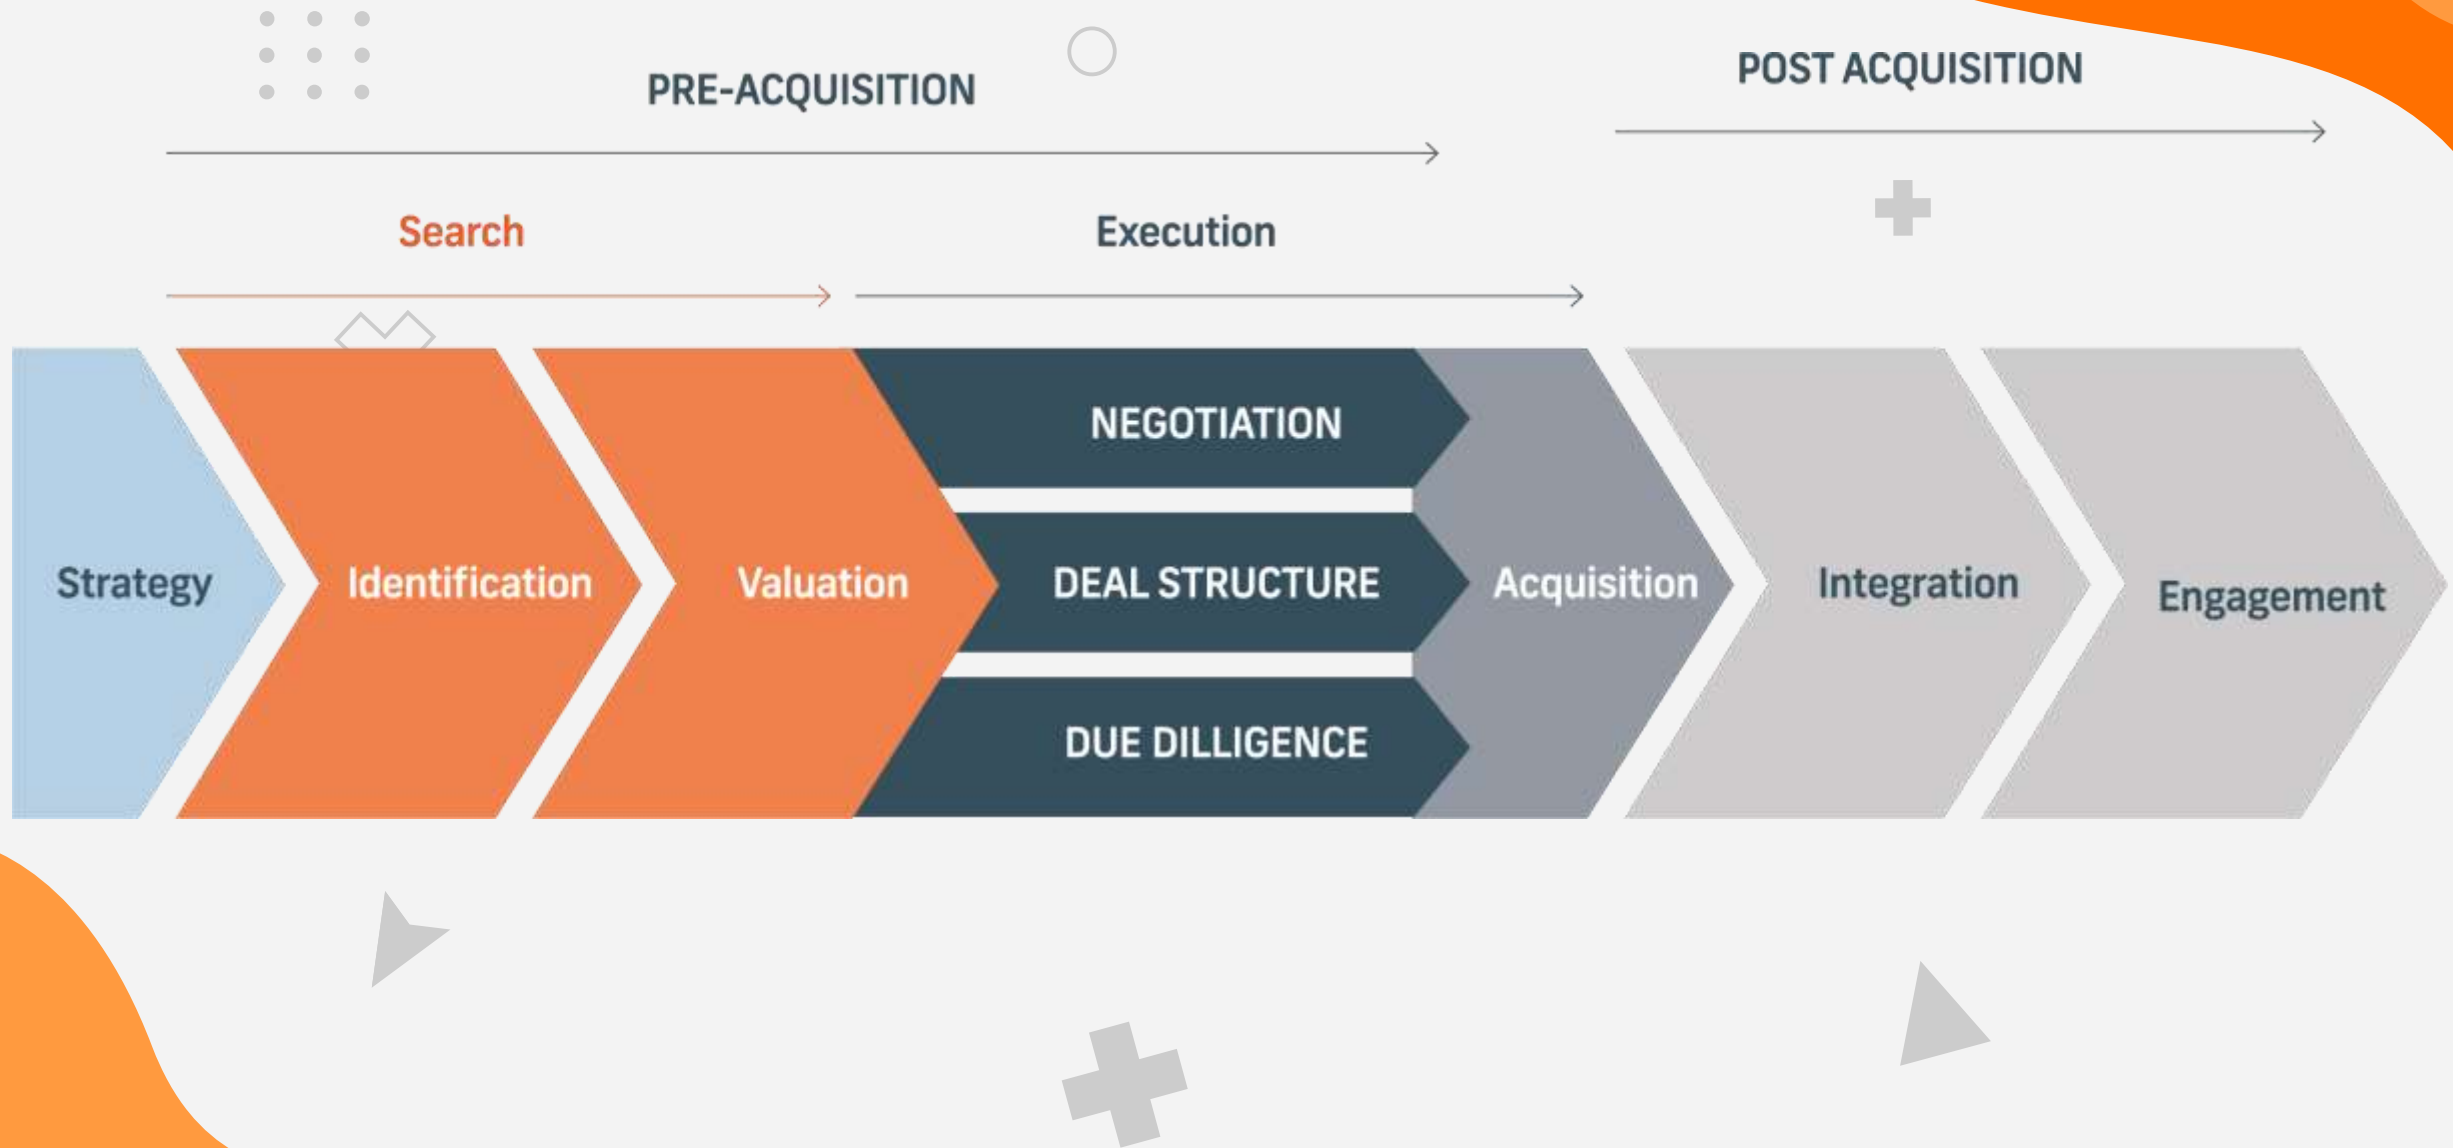 PRE-ACQUISITION
POST ACQUISITION
Search
Execution
Strategy
Identification
Valuation
NEGOTIATION
DEAL STRUCTURE
DUE DILLIGENCE
Acquisition
Integration
Engagement